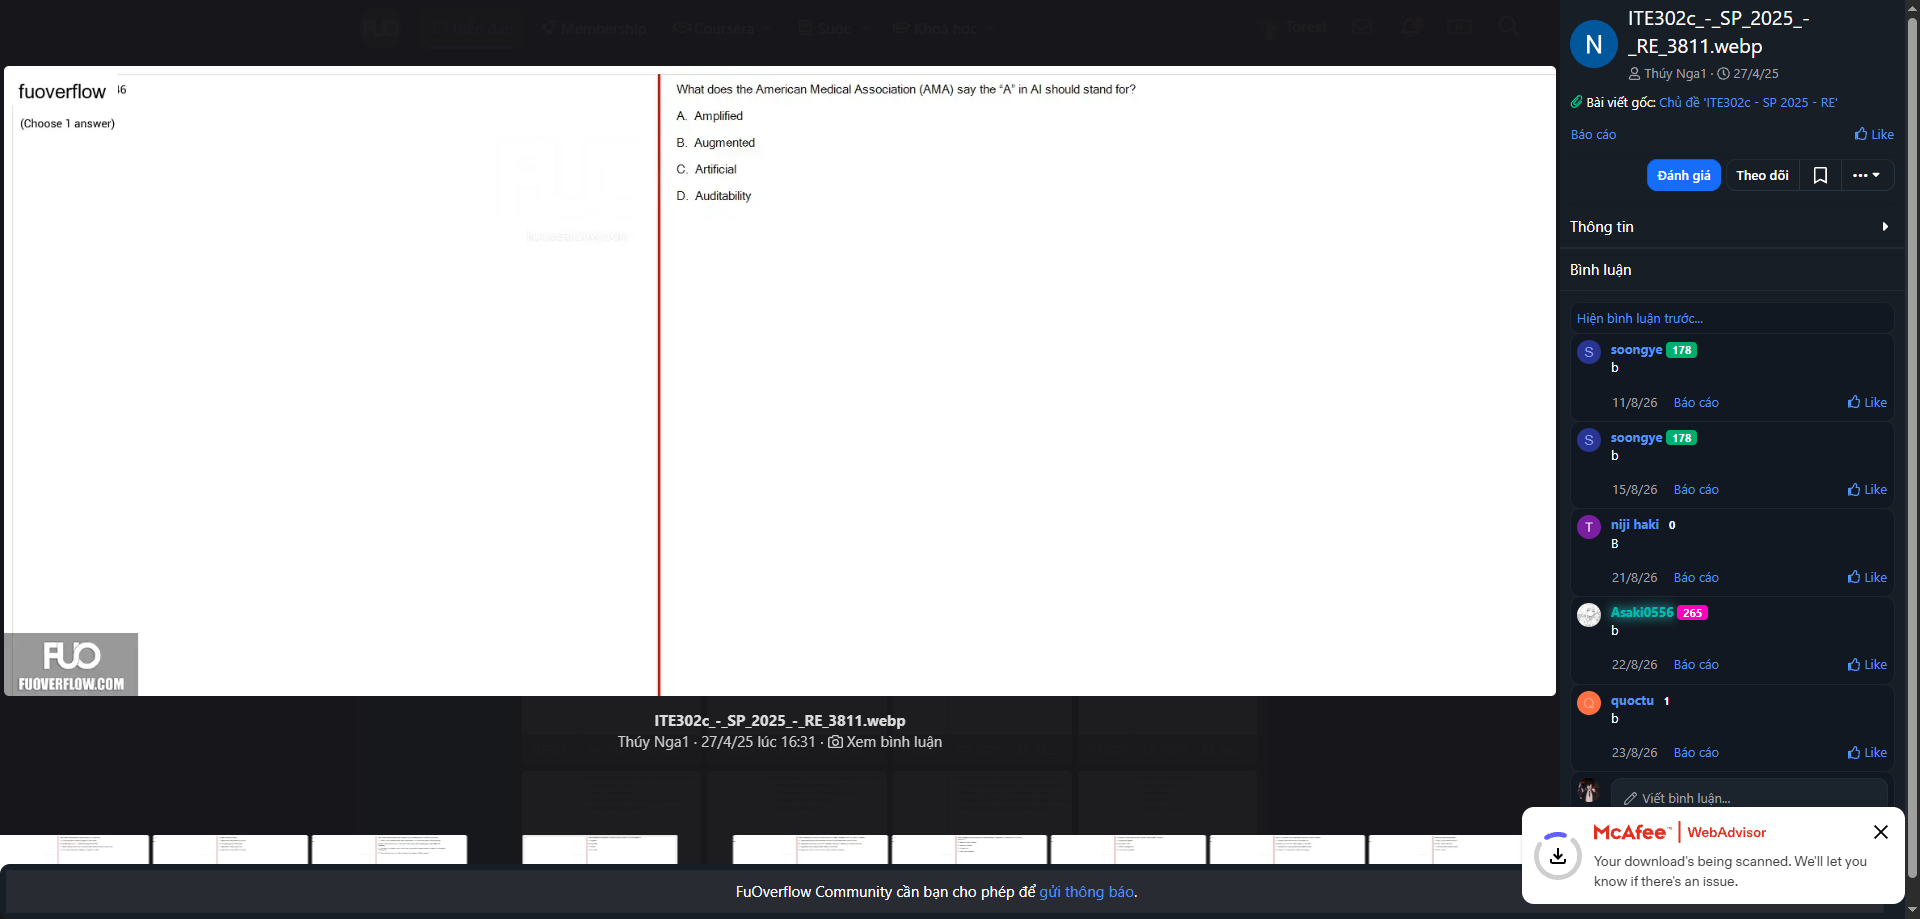 Membership
Coursera
Torest
fuoverflow
46
(Choose 1 answer)
What does the American Medical Association (AMA) say the “A” in AI should stand for?
A. Amplified
B. Augmented
C. Artificial
D. Auditability
FUO
FUOVERFLOW.COM
ITE302c_-_SP_2025_-_RE_3811.webp
Thúy Nga1 · 27/4/25 lúc 16:31 · Xem bình luận
FuOverflow Community cần bạn cho phép để gửi thông báo.
N
ITE302c_-_SP_2025_-
_RE_3811.webp
Thúy Nga1 · 27/4/25
Bài viết gốc: Chủ đề 'ITE302c - SP 2025 - RE'
Báo cáo
Like
Đánh giá
Theo dõi
Thông tin
Bình luận
Hiện bình luận trước...
S
soongye 178
b
11/8/26 Báo cáo Like
S
soongye 178
b
15/8/26 Báo cáo Like
T
niji haki 0
B
21/8/26 Báo cáo Like
Asaki0556 265
b
22/8/26 Báo cáo Like
Q
quoctu 1
b
23/8/26 Báo cáo Like
Viết bình luận...
McAfee | WebAdvisor
Your download's being scanned. We'll let you
know if there's an issue.